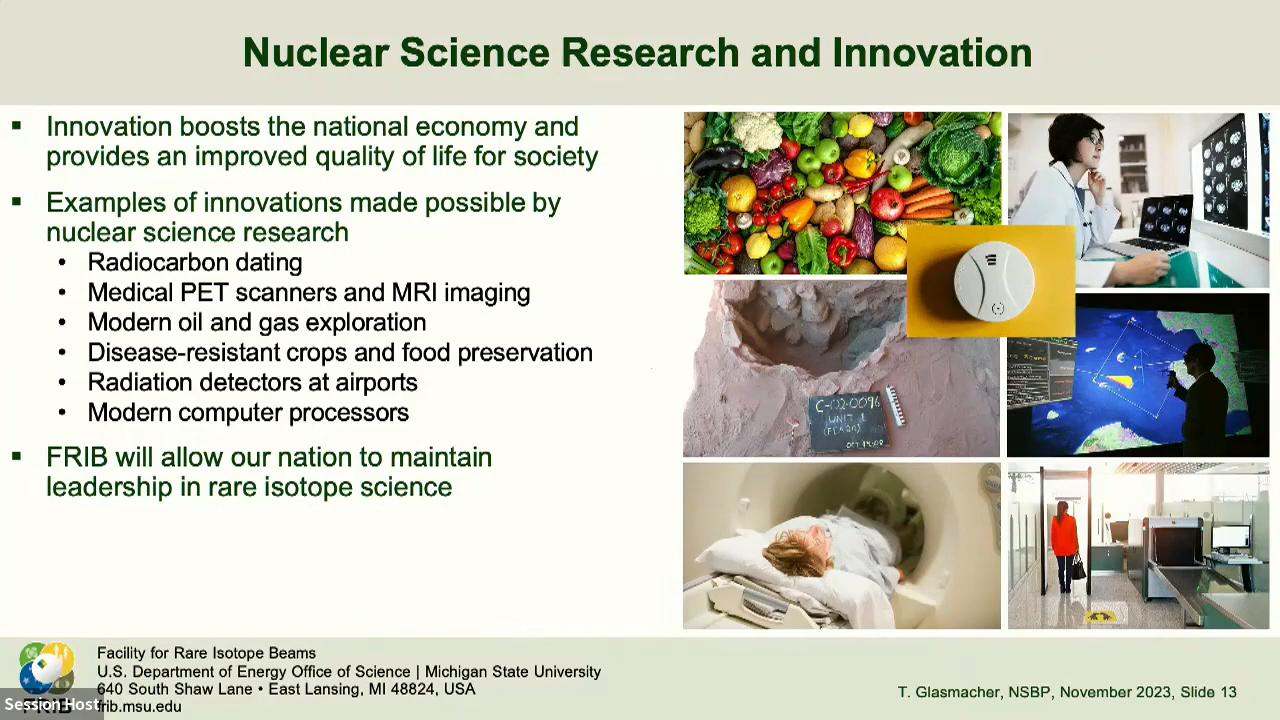 Nuclear Science Research and Innovation
▪ Innovation boosts the national economy and
provides an improved quality of life for society
▪ Examples of innovations made possible by
nuclear science research
• Radiocarbon dating
• Medical PET scanners and MRI imaging
• Modern oil and gas exploration
• Disease-resistant crops and food preservation
• Radiation detectors at airports
• Modern computer processors
▪ FRIB will allow our nation to maintain
leadership in rare isotope science
C-02-0096
UNIT 1
Facility for Rare Isotope Beams
U.S. Department of Energy Office of Science | Michigan State University
640 South Shaw Lane • East Lansing, MI 48824, USA
frib.msu.edu
FRIB
Session Host
T. Glasmacher, NSBP, November 2023, Slide 13